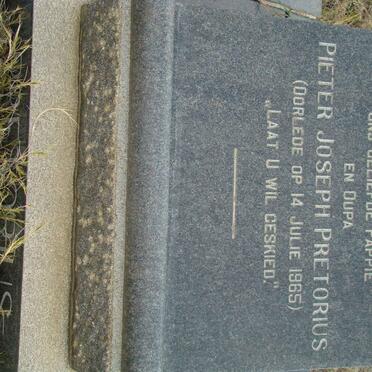 ONS GELIEFDE PAPPIE
EN OUPA
PIETER JOSEPH PRETORIUS
(OORLEDE OP 14 JULIE 1965)
„LAAT U WIL GESKIED."